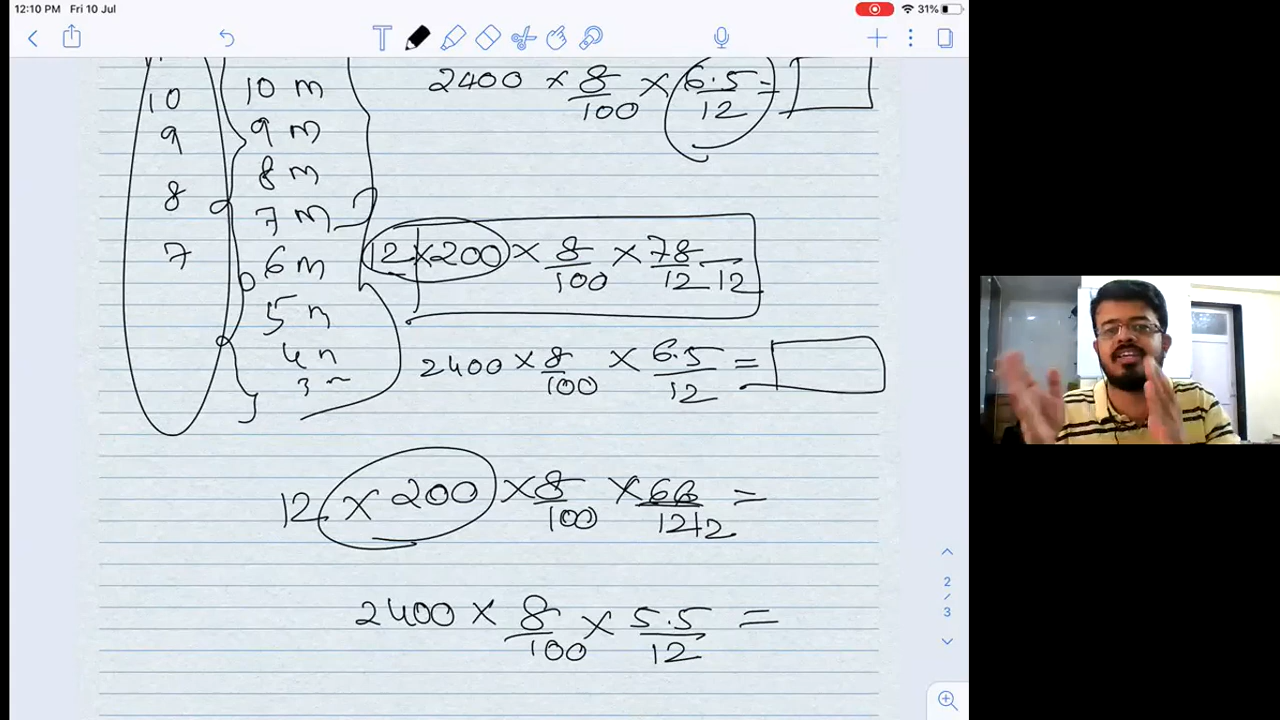 12:10 PM Fri 10 Jul
31%
T
10
9
8
7
10 m
9 m
8 m
7 m
6 m
5 m
4 m
3 m
2400 × 8/100 × 6.5/12 =
12 × 200 × 8/100 × 78/12 12
2400 × 8/100 × 6.5/12 =
12 × 200 × 8/100 × 66/12 12 =
2400 × 8/100 × 5.5/12 =
2
/
3